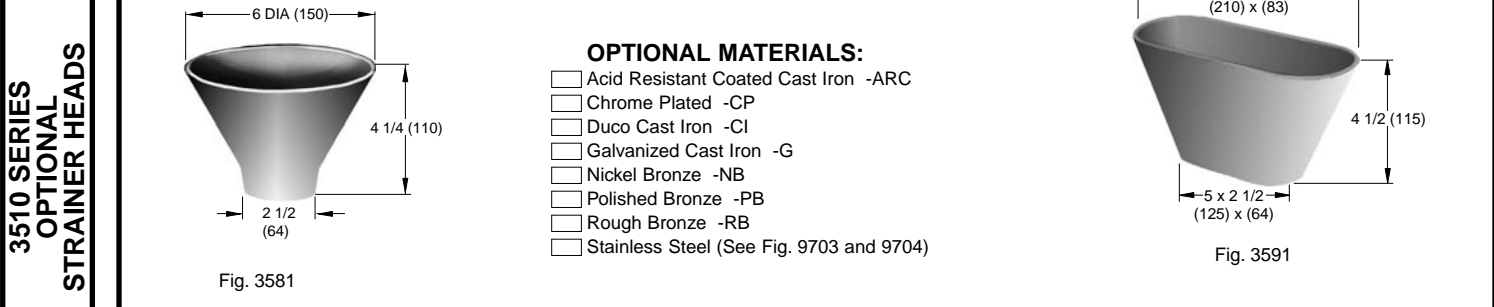 3510 SERIES
OPTIONAL
STRAINER HEADS
6 DIA (150)
4 1/4 (110)
2 1/2
(64)
Fig. 3581
OPTIONAL MATERIALS:
Acid Resistant Coated Cast Iron -ARC
Chrome Plated -CP
Duco Cast Iron -CI
Galvanized Cast Iron -G
Nickel Bronze -NB
Polished Bronze -PB
Rough Bronze -RB
Stainless Steel (See Fig. 9703 and 9704)
(210) x (83)
4 1/2 (115)
5 x 2 1/2
(125) x (64)
Fig. 3591